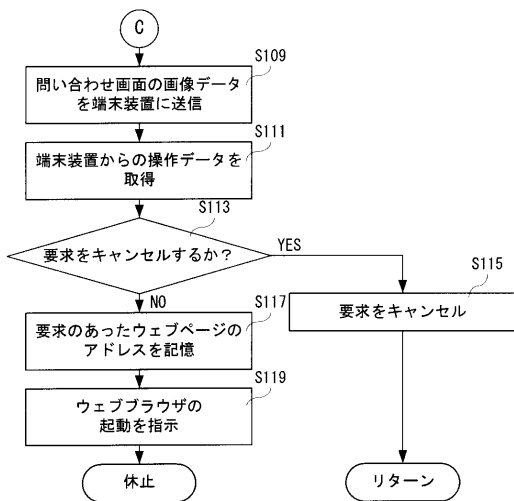 C
S109
問い合わせ画面の画像データ
を端末装置に送信
S111
端末装置からの操作データを
取得
S113
要求をキャンセルするか？
YES
S115
要求をキャンセル
NO
S117
要求のあったウェブページの
アドレスを記憶
S119
ウェブブラウザの
起動を指示
休止
リターン